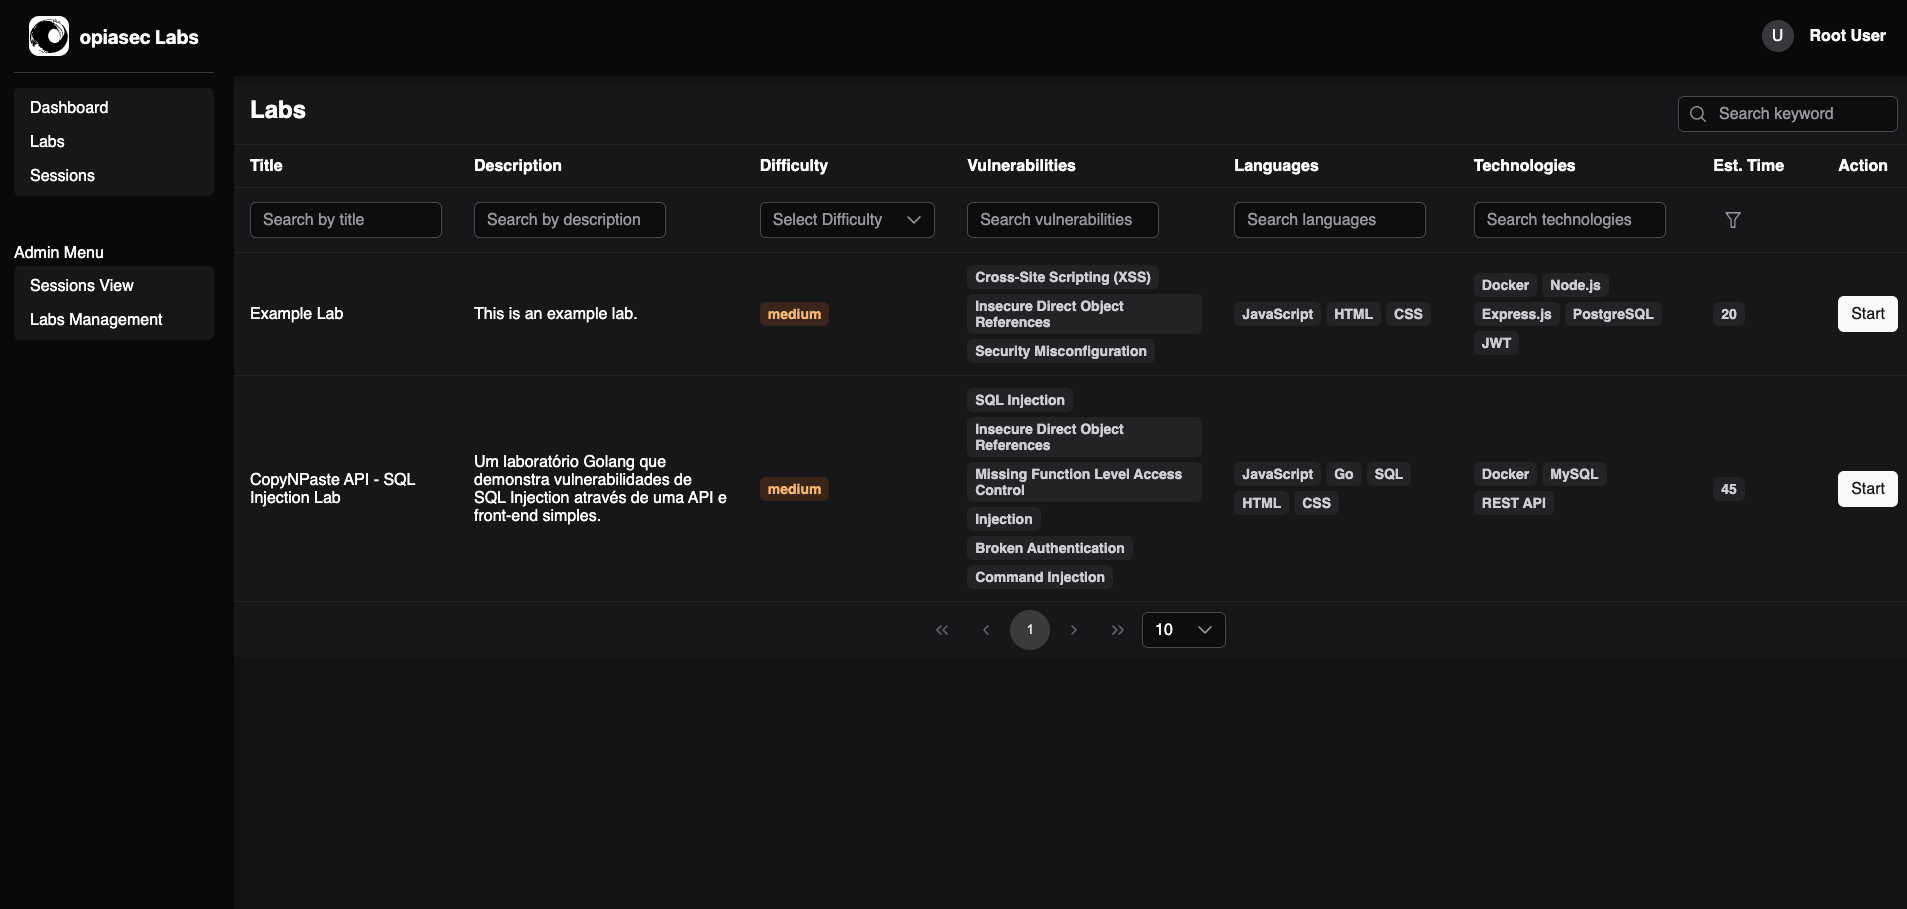 opiasec Labs
U Root User
Dashboard
Labs
Sessions
Admin Menu
Sessions View
Labs Management
Labs
Search keyword
Title Description Difficulty Vulnerabilities Languages Technologies Est. Time Action
Search by title Search by description Select Difficulty Search vulnerabilities Search languages Search technologies
Example Lab
This is an example lab.
medium
Cross-Site Scripting (XSS)
Insecure Direct Object
References
Security Misconfiguration
JavaScript HTML CSS
Docker Node.js
Express.js PostgreSQL
JWT
20
Start
CopyNPaste API - SQL
Injection Lab
Um laboratório Golang que
demonstra vulnerabilidades de
SQL Injection através de uma API e
front-end simples.
medium
SQL Injection
Insecure Direct Object
References
Missing Function Level Access
Control
Injection
Broken Authentication
Command Injection
JavaScript Go SQL
HTML CSS
Docker MySQL
REST API
45
Start
1 10